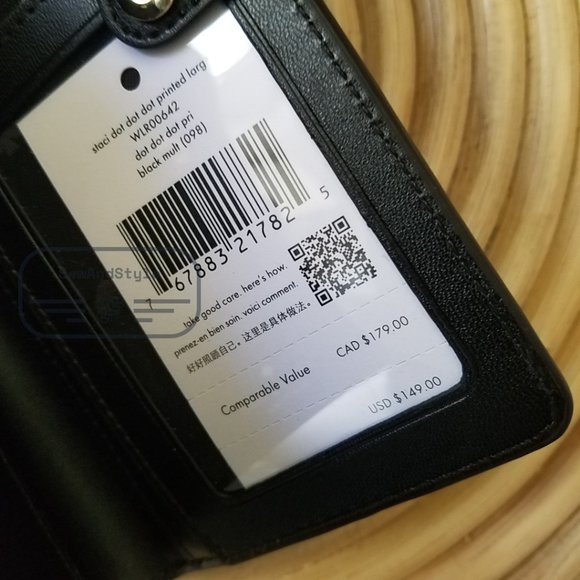 staci dot dot dot printed larg
WLR00642
dot dot dot pri
black mult (098)
7 67883 21782 5
take good care. here's how.
prenez-en bien soin. voici comment.
好好照顾自己。这里是具体做法。
Comparable Value
CAD $179.00
USD $149.00
SewAndStyle